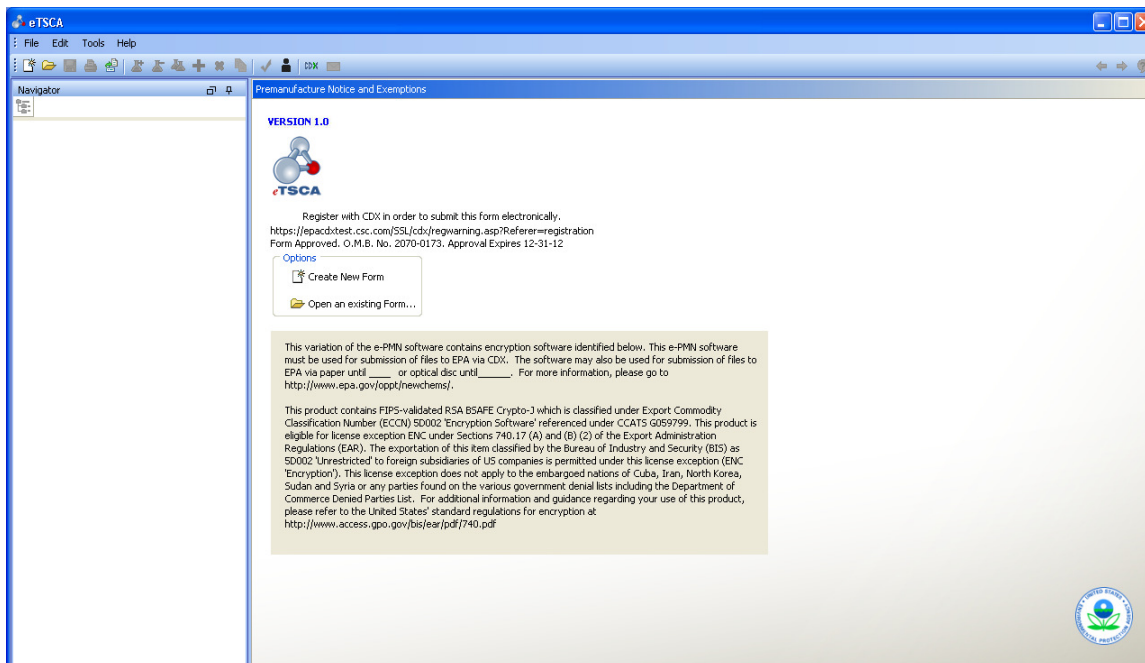 eTSCA
File Edit Tools Help
CDX
Navigator
Premanufacture Notice and Exemptions
VERSION 1.0
eTSCA
Register with CDX in order to submit this form electronically.
https://epacdxtest.csc.com/SSL/cdx/regwarning.asp?Referer=registration
Form Approved. O.M.B. No. 2070-0173. Approval Expires 12-31-12
Options
Create New Form
Open an existing Form...
This variation of the e-PMN software contains encryption software identified below. This e-PMN software
must be used for submission of files to EPA via CDX. The software may also be used for submission of files to
EPA via paper until ____ or optical disc until______. For more information, please go to
http://www.epa.gov/oppt/newchems/.
This product contains FIPS-validated RSA BSAFE Crypto-J which is classified under Export Commodity
Classification Number (ECCN) 5D002 'Encryption Software' referenced under CCATS G059799. This product is
eligible for license exception ENC under Sections 740.17 (A) and (B) (2) of the Export Administration
Regulations (EAR). The exportation of this item classified by the Bureau of Industry and Security (BIS) as
5D002 'Unrestricted' to foreign subsidiaries of US companies is permitted under this license exception (ENC
'Encryption'). This license exception does not apply to the embargoed nations of Cuba, Iran, North Korea,
Sudan and Syria or any parties found on the various government denial lists including the Department of
Commerce Denied Parties List. For additional information and guidance regarding your use of this product,
please refer to the United States' standard regulations for encryption at
http://www.access.gpo.gov/bis/ear/pdf/740.pdf
UNITED STATES
ENVIRONMENTAL PROTECTION AGENCY